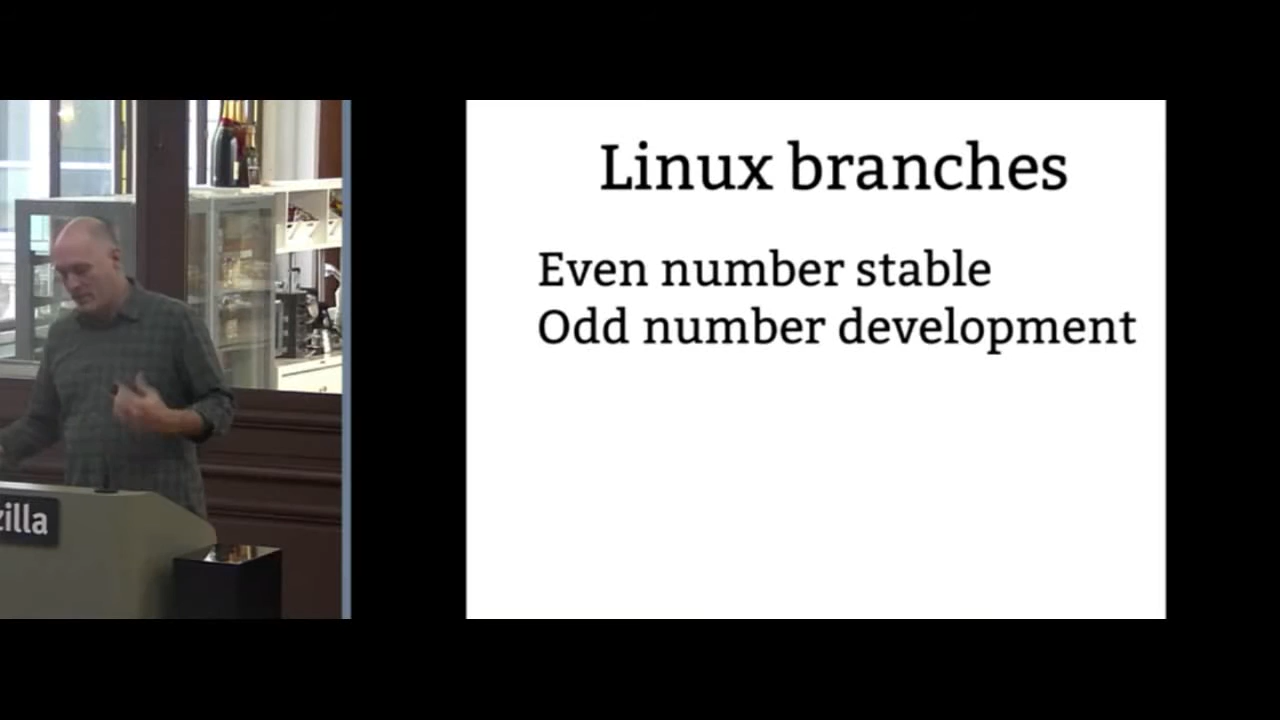 Linux branches
Even number stable
Odd number development
zilla